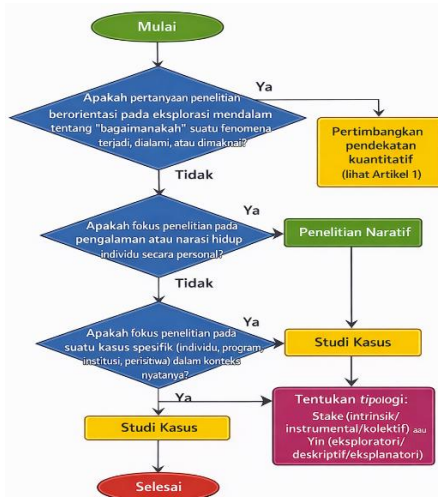 Mulai
Apakah pertanyaan penelitian
berorientasi pada eksplorasi mendalam
tentang "bagaimanakah" suatu fenomena
terjadi, dialami, atau dimaknai?
Ya
Pertimbangkan
pendekatan
kuantitatif
(lihat Artikel 1)
Tidak
Apakah fokus penelitian pada
pengalaman atau narasi hidup
individu secara personal?
Ya
Penelitian Naratif
Tidak
Apakah fokus penelitian pada
suatu kasus spesifik (individu, program,
institusi, perisitiwa) dalam konteks
nyatanya?
Ya
Studi Kasus
Ya
Tentukan tipologi:
Stake (intrinsik/
instrumental/kolektif) aau
Yin (eksploratori/
deskriptif/eksplanatori)
Studi Kasus
Selesai